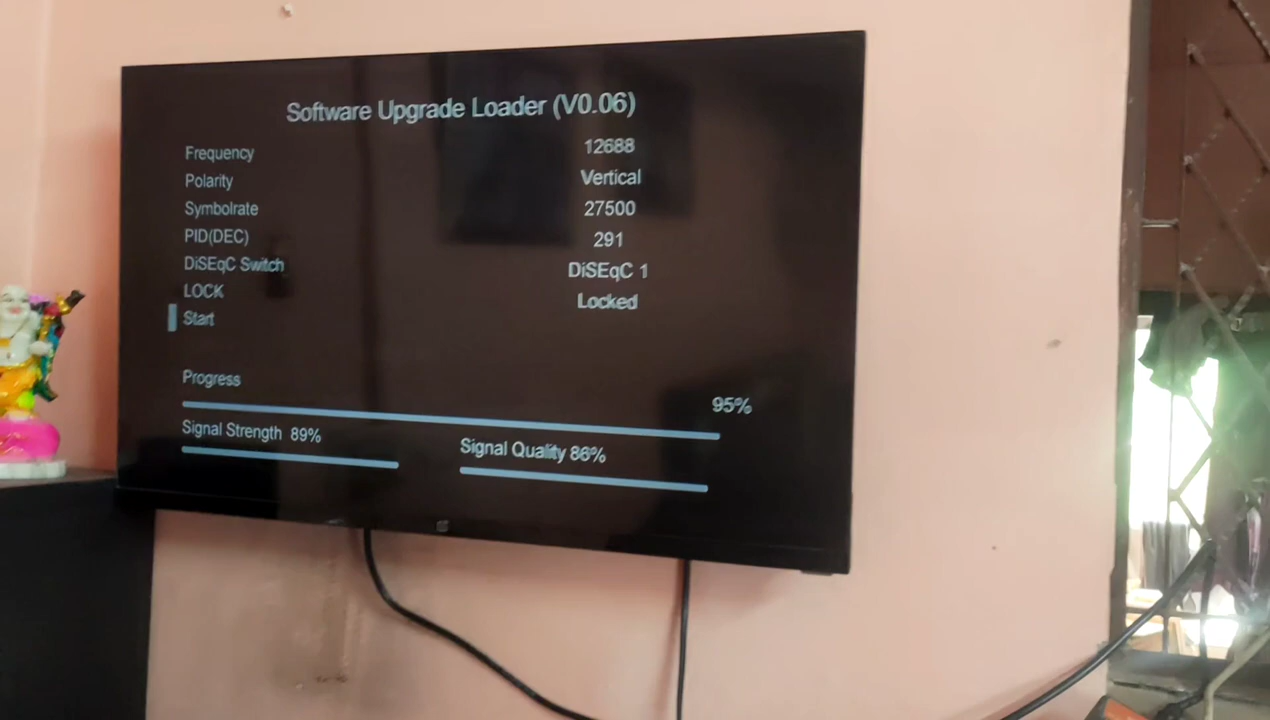 Software Upgrade Loader (V0.06)
Frequency 12688
Polarity Vertical
Symbolrate 27500
PID(DEC) 291
DiSEqC Switch DiSEqC 1
LOCK Locked
Start
Progress
95%
Signal Strength 89% Signal Quality 86%